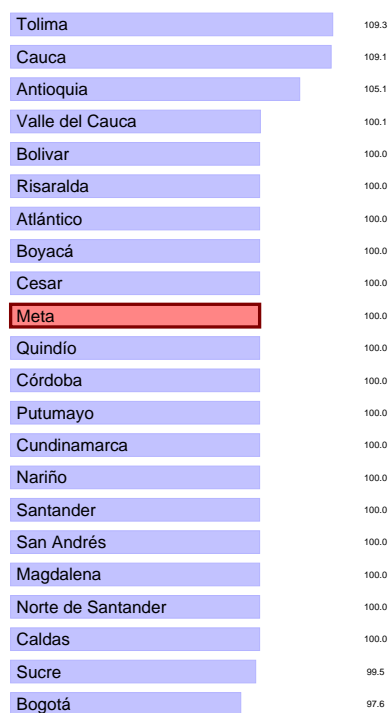 Tolima 109.3
Cauca 109.1
Antioquia 105.1
Valle del Cauca 100.1
Bolivar 100.0
Risaralda 100.0
Atlántico 100.0
Boyacá 100.0
Cesar 100.0
Meta 100.0
Quindío 100.0
Córdoba 100.0
Putumayo 100.0
Cundinamarca 100.0
Nariño 100.0
Santander 100.0
San Andrés 100.0
Magdalena 100.0
Norte de Santander 100.0
Caldas 100.0
Sucre 99.5
Bogotá 97.6